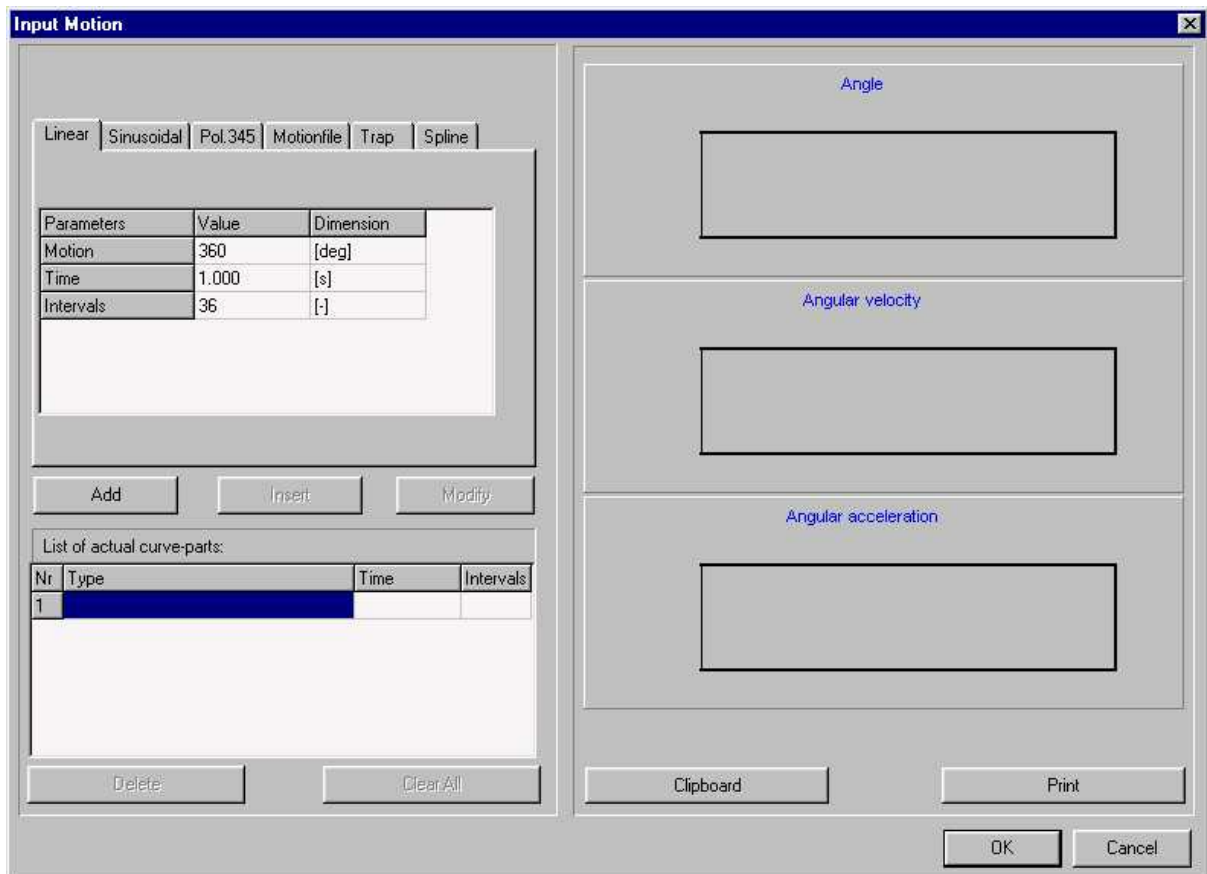 Input Motion
Linear Sinusoidal Pol.345 Motionfile Trap Spline
Parameters Value Dimension
Motion 360 [deg]
Time 1.000 [s]
Intervals 36 [-]
Add Insert Modify
List of actual curve-parts:
Nr Type Time Intervals
1
Delete Clear All
Angle
Angular velocity
Angular acceleration
Clipboard Print
OK Cancel